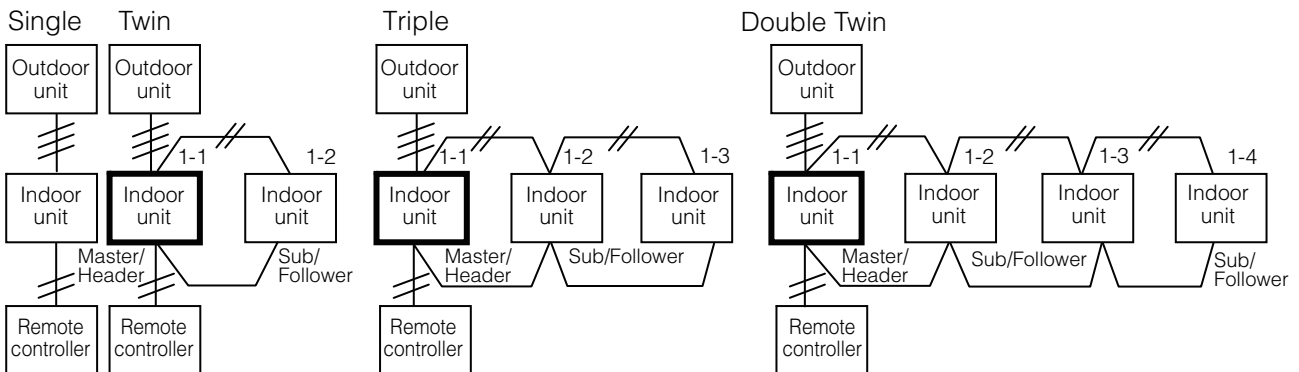 Single
Outdoor
unit
Indoor
unit
Remote
controller
Twin
Outdoor
unit
1-1
1-2
Indoor
unit
Indoor
unit
Master/
Header
Sub/
Follower
Remote
controller
Triple
Outdoor
unit
1-1
1-2
1-3
Indoor
unit
Indoor
unit
Indoor
unit
Master/
Header
Sub/Follower
Remote
controller
Double Twin
Outdoor
unit
1-1
1-2
1-3
1-4
Indoor
unit
Indoor
unit
Indoor
unit
Indoor
unit
Master/
Header
Sub/Follower
Sub/
Follower
Remote
controller